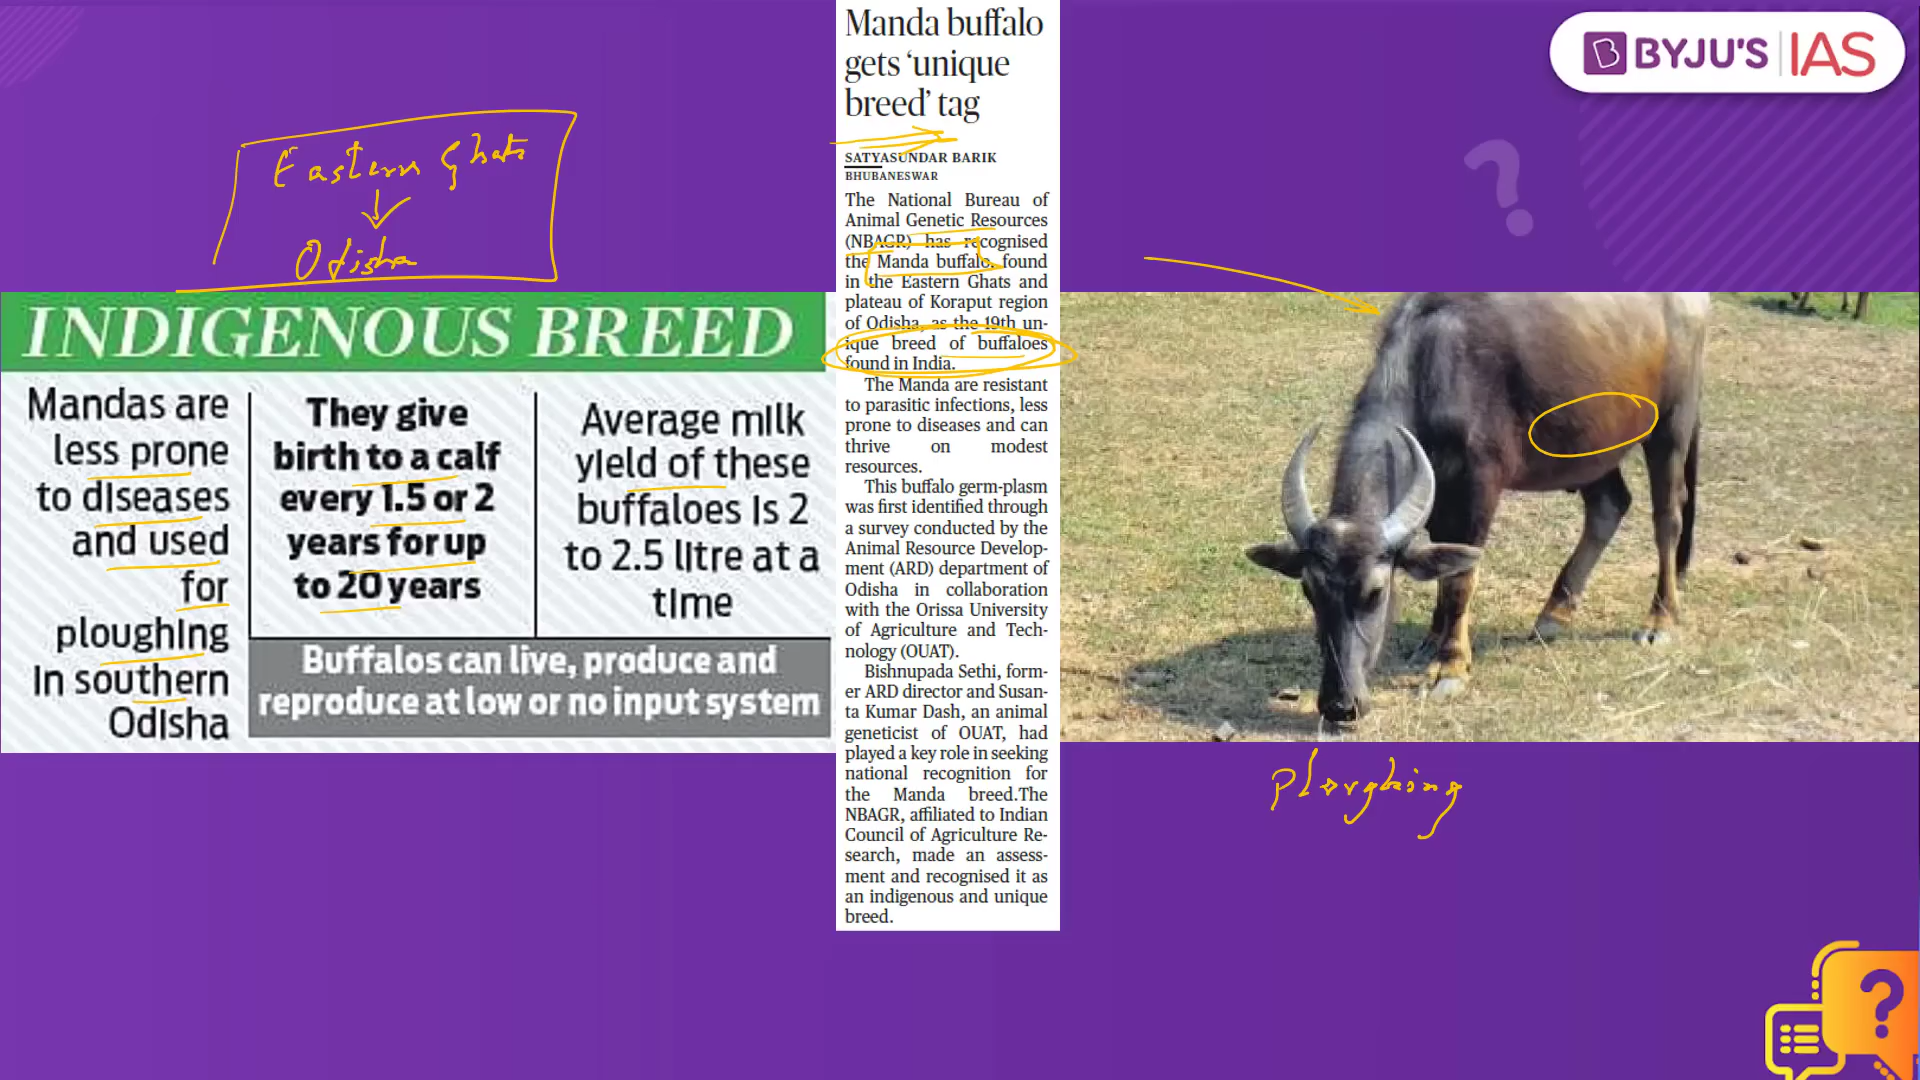 Manda buffalo
gets ‘unique
breed’ tag
SATYASUNDAR BARIK
BHUBANESWAR
The National Bureau of
Animal Genetic Resources
(NBAGR) has recognised
the Manda buffalo, found
in the Eastern Ghats and
plateau of Koraput region
of Odisha, as the 19th un-
ique breed of buffaloes
found in India.
The Manda are resistant
to parasitic infections, less
prone to diseases and can
thrive on modest
resources.
This buffalo germ-plasm
was first identified through
a survey conducted by the
Animal Resource Develop-
ment (ARD) department of
Odisha in collaboration
with the Orissa University
of Agriculture and Tech-
nology (OUAT).
Bishnupada Sethi, form-
er ARD director and Susan-
ta Kumar Dash, an animal
geneticist of OUAT, had
played a key role in seeking
national recognition for
the Manda breed.The
NBAGR, affiliated to Indian
Council of Agriculture Re-
search, made an assess-
ment and recognised it as
an indigenous and unique
breed.
BYJU'S IAS
Eastern Ghats
Odisha
INDIGENOUS BREED
Mandas are
less prone
to diseases
and used
for
ploughing
in southern
Odisha
They give
birth to a calf
every 1.5 or 2
years for up
to 20 years
Average milk
yield of these
buffaloes is 2
to 2.5 litre at a
time
Buffalos can live, produce and
reproduce at low or no input system
Ploughing